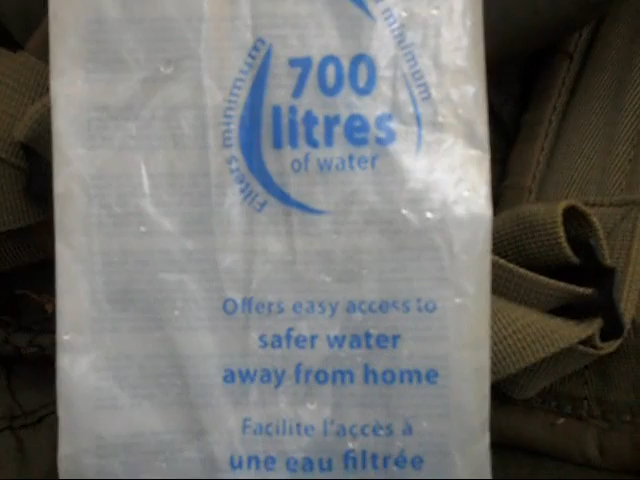 minimum
Filters minimum
700
litres
of water
Offers easy access to
safer water
away from home
Facilite l'accès à
une eau filtrée